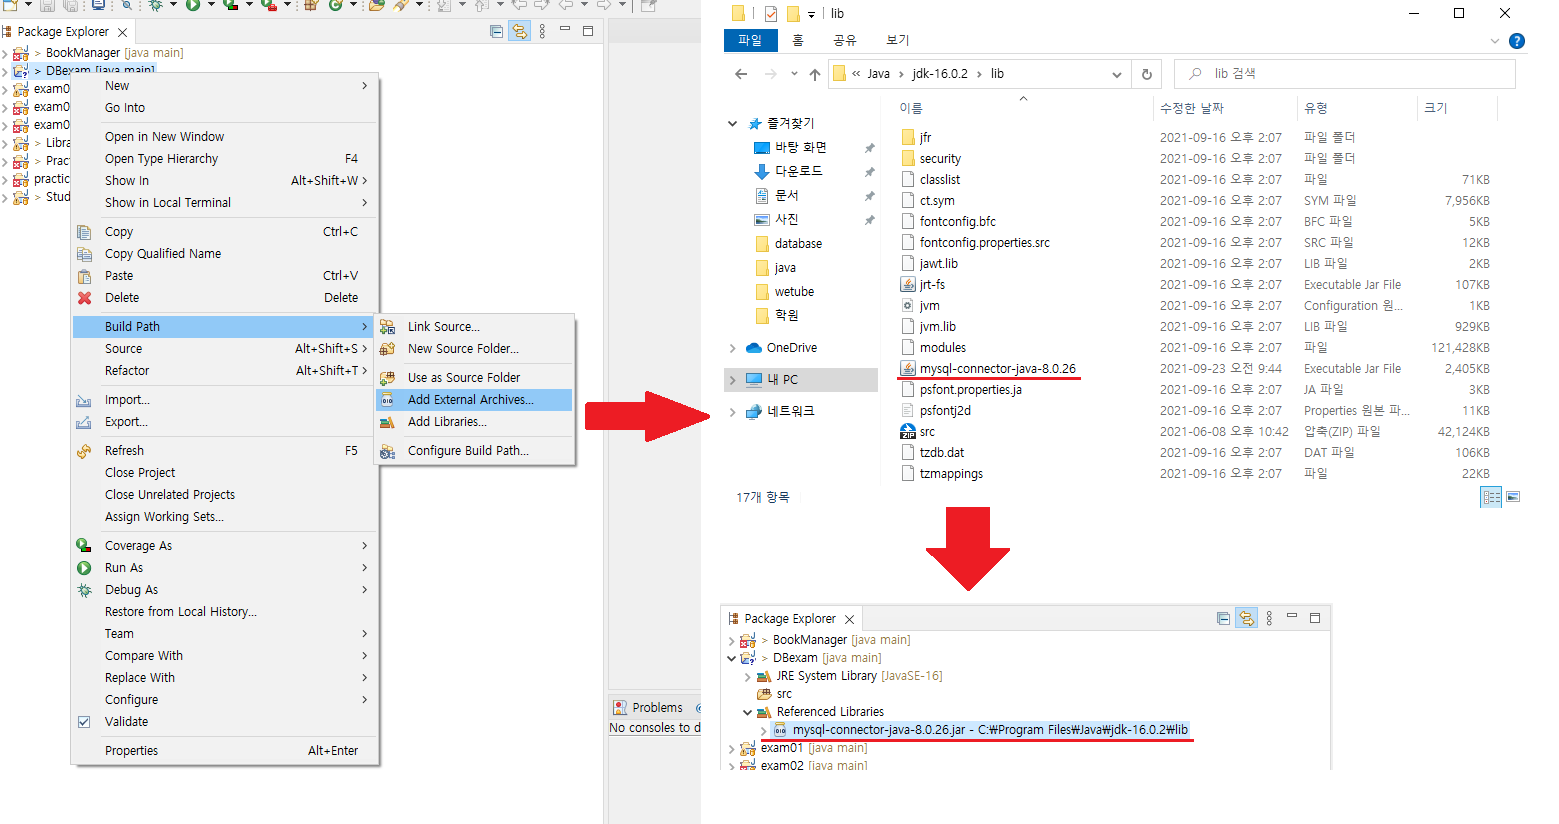 Package Explorer
> BookManager [java main]
> DBexam [java main]
exam0
exam0
exam0
> Libra
> Prac
practic
> Stud
New
Go Into
Open in New Window
Open Type Hierarchy F4
Show In Alt+Shift+W >
Show in Local Terminal
Copy Ctrl+C
Copy Qualified Name
Paste Ctrl+V
Delete Delete
Build Path
Source Alt+Shift+S >
Refactor Alt+Shift+T >
Import...
Export...
Refresh F5
Close Project
Close Unrelated Projects
Assign Working Sets...
Coverage As
Run As
Debug As
Restore from Local History...
Team
Compare With
Replace With
Configure
Validate
Properties Alt+Enter
Link Source...
New Source Folder...
Use as Source Folder
Add External Archives...
Add Libraries...
Configure Build Path...
Problems
No consoles to d
lib
파일 홈 공유 보기
« Java > jdk-16.0.2 > lib
lib 검색
즐겨찾기
바탕 화면
다운로드
문서
사진
database
java
wetube
학원
OneDrive
내 PC
네트워크
이름 수정한 날짜 유형 크기
jfr 2021-09-16 오후 2:07 파일 폴더
security 2021-09-16 오후 2:07 파일 폴더
classlist 2021-09-16 오후 2:07 파일 71KB
ct.sym 2021-09-16 오후 2:07 SYM 파일 7,956KB
fontconfig.bfc 2021-09-16 오후 2:07 BFC 파일 5KB
fontconfig.properties.src 2021-09-16 오후 2:07 SRC 파일 12KB
jawt.lib 2021-09-16 오후 2:07 LIB 파일 2KB
jrt-fs 2021-09-16 오후 2:07 Executable Jar File 107KB
jvm 2021-09-16 오후 2:07 Configuration 원... 1KB
jvm.lib 2021-09-16 오후 2:07 LIB 파일 929KB
modules 2021-09-16 오후 2:07 파일 121,428KB
mysql-connector-java-8.0.26 2021-09-23 오전 9:44 Executable Jar File 2,405KB
psfont.properties.ja 2021-09-16 오후 2:07 JA 파일 3KB
psfontj2d 2021-09-16 오후 2:07 Properties 원본 파... 11KB
src 2021-06-08 오후 10:42 압축(ZIP) 파일 42,124KB
tzdb.dat 2021-09-16 오후 2:07 DAT 파일 106KB
tzmappings 2021-09-16 오후 2:07 파일 22KB
17개 항목
Package Explorer
> BookManager [java main]
> DBexam [java main]
JRE System Library [JavaSE-16]
src
Referenced Libraries
mysql-connector-java-8.0.26.jar - C:₩Program Files₩Java₩jdk-16.0.2₩lib
exam01 [java main]
exam02 [java main]